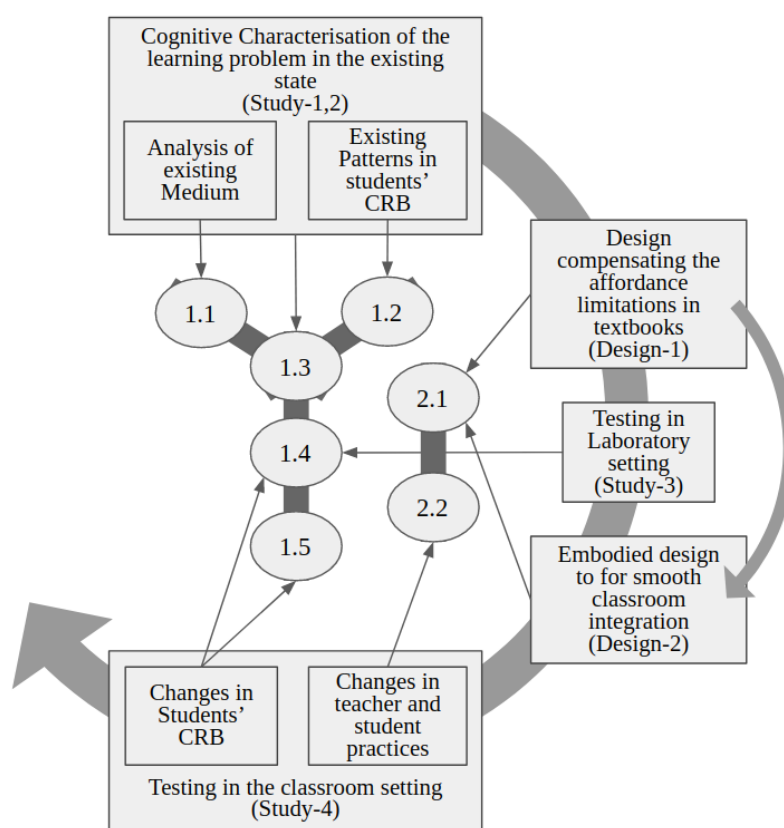 Cognitive Characterisation of the
learning problem in the existing
state
(Study-1,2)
Analysis of
existing
Medium
Existing
Patterns in
students’
CRB
Design
compensating the
affordance
limitations in
textbooks
(Design-1)
1.1
1.2
1.3
2.1
Testing in
Laboratory
setting
(Study-3)
1.4
2.2
1.5
Embodied design
to for smooth
classroom
integration
(Design-2)
Changes in
Students’
CRB
Changes in
teacher and
student
practices
Testing in the classroom setting
(Study-4)